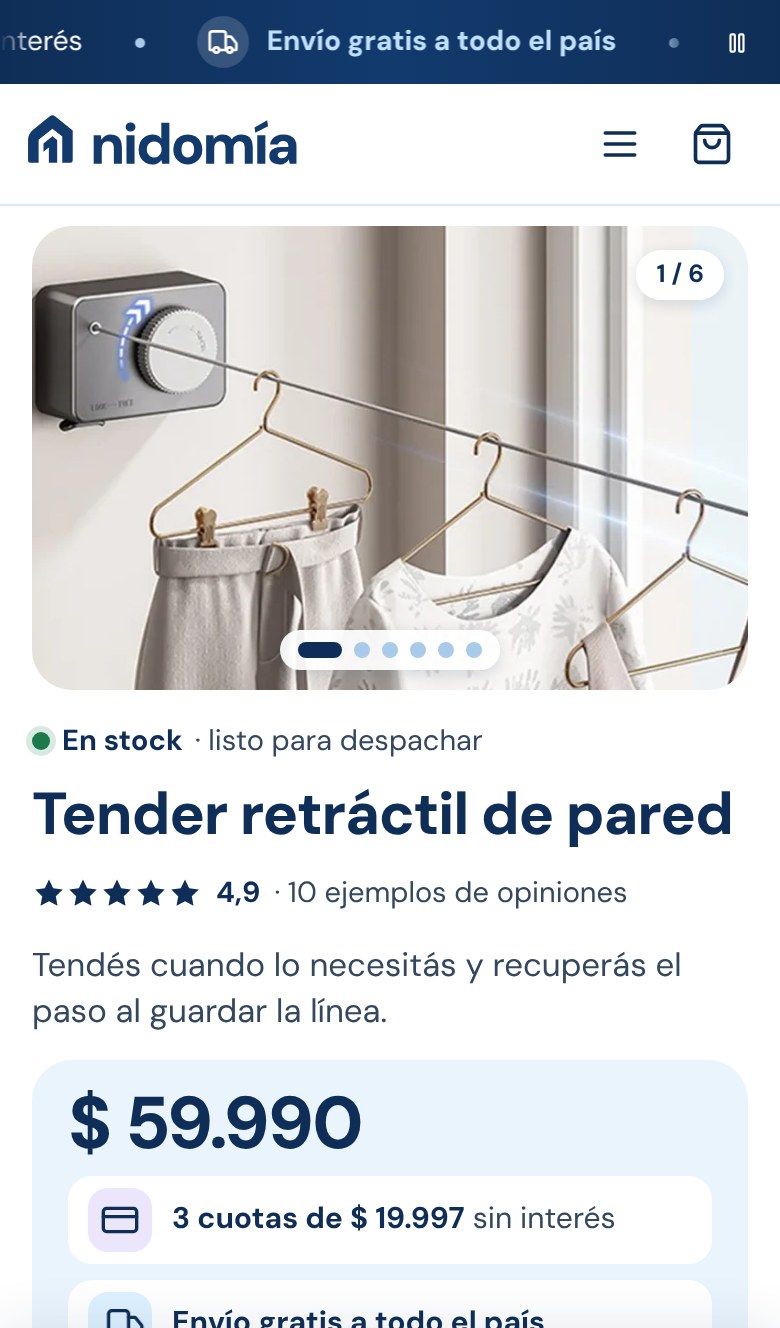 nterés
Envío gratis a todo el país
nidomía
1 / 6
En stock · listo para despachar
Tender retráctil de pared
4,9 · 10 ejemplos de opiniones
Tendés cuando lo necesitás y recuperás el
paso al guardar la línea.
$ 59.990
3 cuotas de $ 19.997 sin interés
Envío gratis a todo el país